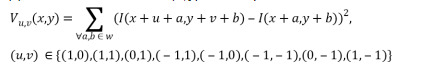 V_{u,v}(x,y) = ∑_{∀a,b ∈ w} (I(x + u + a,y + v + b) – I(x + a,y + b))²,
(u,v) ∈ {(1,0),(1,1),(0,1),( – 1,1),( – 1,0),( – 1, – 1),(0, – 1),(1, – 1)}